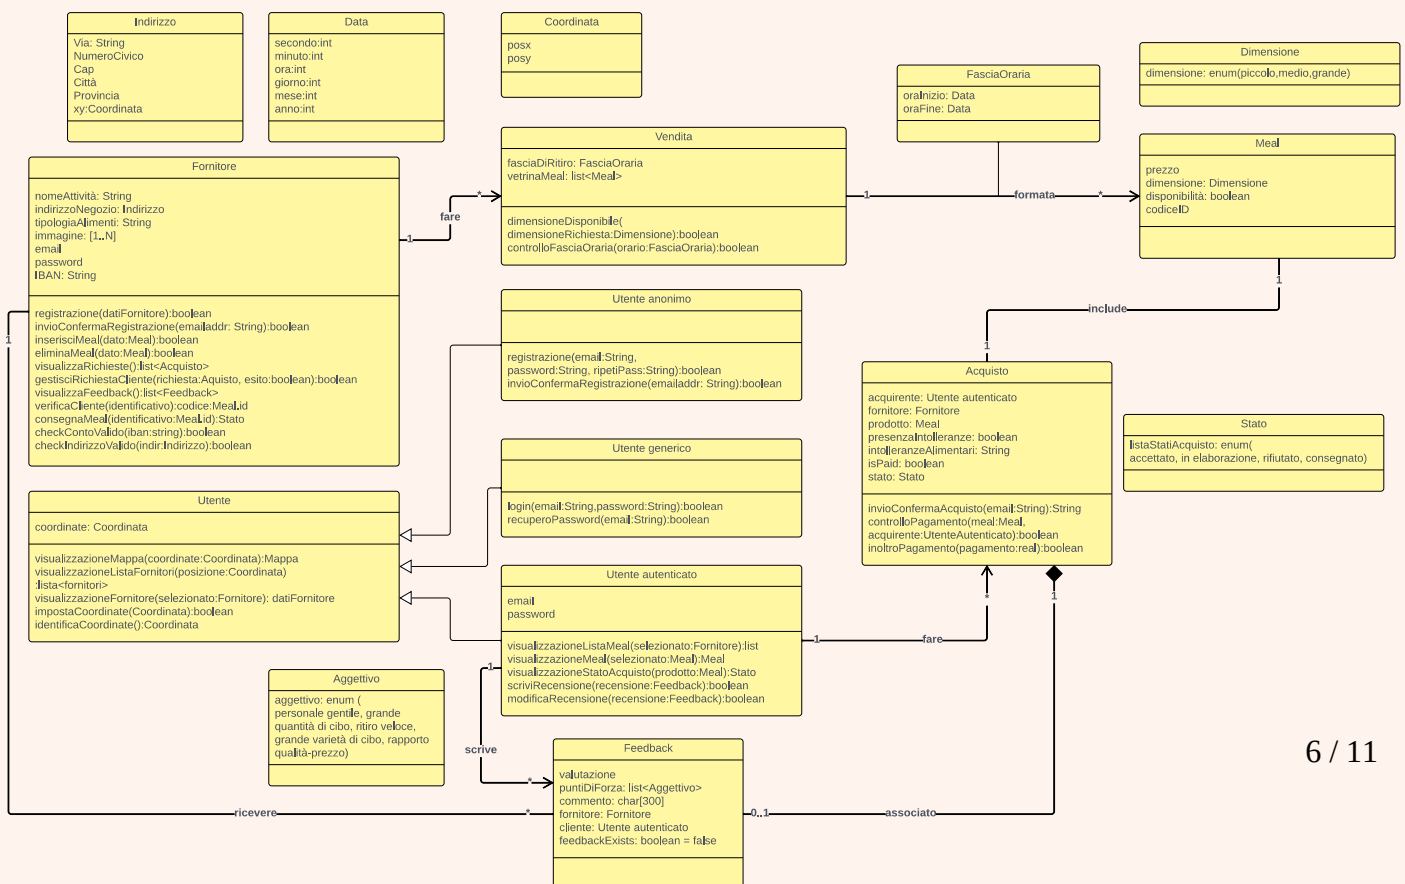 Indirizzo
Via: String
NumeroCivico
Cap
Città
Provincia
xy:Coordinata
Data
secondo:int
minuto:int
ora:int
giorno:int
mese:int
anno:int
Coordinata
posx
posy
FasciaOraria
oraInizio: Data
oraFine: Data
Dimensione
dimensione: enum(piccolo,medio,grande)
Fornitore
nomeAttività: String
indirizzoNegozio: Indirizzo
tipologiaAlimenti: String
immagine: [1..N]
email
password
IBAN: String
registrazione(datiFornitore):boolean
invioConfermaRegistrazione(emailaddr: String):boolean
inserisciMeal(dato:Meal):boolean
eliminaMeal(dato:Meal):boolean
visualizzaRichieste():list<Acquisto>
gestisciRichiestaCliente(richiesta:Aquisto, esito:boolean):boolean
visualizzaFeedback():list<Feedback>
verificaCliente(identificativo):codice:Meal.id
consegnaMeal(identificativo:Meal.id):Stato
checkContoValido(iban:string):boolean
checkIndirizzoValido(indir:Indirizzo):boolean
1
fare
*
Vendita
fasciaDiRitiro: FasciaOraria
vetrinaMeal: list<Meal>
dimensioneDisponibile(
dimensioneRichiesta:Dimensione):boolean
controlloFasciaOraria(orario:FasciaOraria):boolean
1
formata
*
Meal
prezzo
dimensione: Dimensione
disponibilità: boolean
codiceID
1
include
1
Utente anonimo
registrazione(email:String,
password:String, ripetiPass:String):boolean
invioConfermaRegistrazione(emailaddr: String):boolean
Utente generico
login(email:String,password:String):boolean
recuperoPassword(email:String):boolean
Acquisto
acquirente: Utente autenticato
fornitore: Fornitore
prodotto: Meal
presenzaIntolleranze: boolean
intolleranzeAlimentari: String
isPaid: boolean
stato: Stato
invioConfermaAcquisto(email:String):String
controloPagamento(meal:Meal,
acquirente:UtenteAutenticato):boolean
inoltroPagamento(pagamento:real):boolean
Stato
listaStatiAcquisto: enum(
accettato, in elaborazione, rifiutato, consegnato)
Utente
coordinate: Coordinata
visualizzazioneMappa(coordinate:Coordinata):Mappa
visualizzazioneListaFornitori(posizione:Coordinata)
:lista<fornitori>
visualizzazioneFornitore(selezionato:Fornitore): datiFornitore
impostaCoordinate(Coordinata):boolean
identificaCoordinate():Coordinata
Utente autenticato
email
password
visualizzazioneListaMeal(selezionato:Fornitore):list
visualizzazioneMeal(selezionato:Meal):Meal
visualizzazioneStatoAcquisto(prodotto:Meal):Stato
scriviRecensione(recensione:Feedback):boolean
modificaRecensione(recensione:Feedback):boolean
1
fare
*
1
1
scrive
*
Aggettivo
aggettivo: enum (
personale gentile, grande
quantità di cibo, ritiro veloce,
grande varietà di cibo, rapporto
qualità-prezzo)
Feedback
valutazione
puntiDiForza: list<Aggettivo>
commento: char[300]
fornitore: Fornitore
cliente: Utente autenticato
feedbackExists: boolean = false
1
ricevere
*
0..1
associato
6 / 11